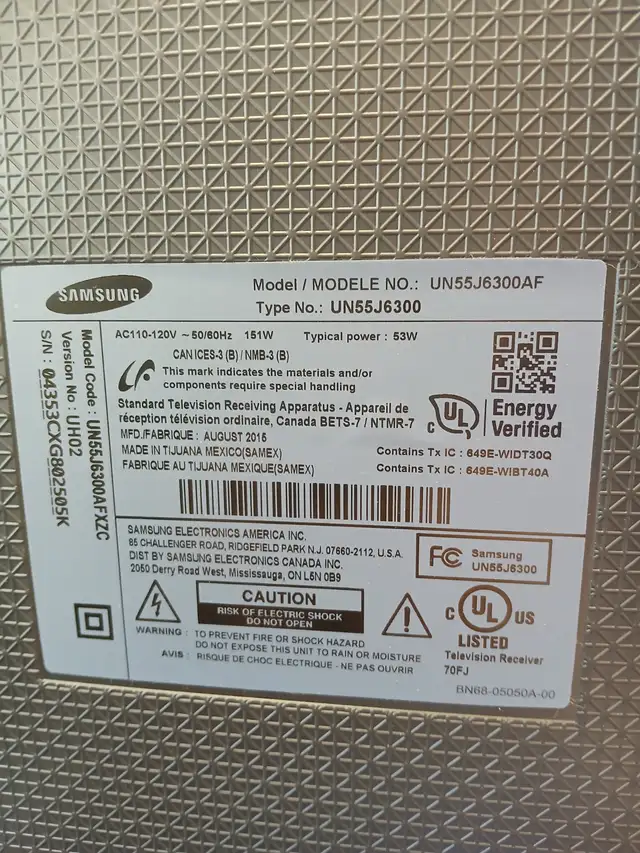 SAMSUNG
Model / MODELE NO.: UN55J6300AF
Type No.: UN55J6300
Model Code : UN55J6300AFXZC
Version No : UH02
S/N : 04353CXG802505K
AC110-120V ~ 50/60Hz 151W Typical power : 53W
CAN ICES-3 (B) / NMB-3 (B)
This mark indicates the materials and/or
components require special handling
Standard Television Receiving Apparatus - Appareil de
réception télévision ordinaire, Canada BETS-7 / NTMR-7
MFD./FABRIQUE : AUGUST 2016
MADE IN TIJUANA MEXICO(SAMEX)
FABRIQUE AU TIJUANA MEXIQUE(SAMEX)
C UL
Energy
Verified
Contains Tx IC : 649E-WIDT30Q
Contains Tx IC : 649E-WIBT40A
SAMSUNG ELECTRONICS AMERICA INC.
85 CHALLENGER ROAD, RIDGEFIELD PARK N.J. 07660-2112, U.S.A.
DIST BY SAMSUNG ELECTRONICS CANADA INC.
2050 Derry Road West, Mississauga, ON L5N 0B9
FC Samsung
UN55J6300
CAUTION
RISK OF ELECTRIC SHOCK
DO NOT OPEN
WARNING : TO PREVENT FIRE OR SHOCK HAZARD
DO NOT EXPOSE THIS UNIT TO RAIN OR MOISTURE
AVIS : RISQUE DE CHOC ELECTRIQUE - NE PAS OUVRIR
C UL US
LISTED
Television Receiver
70FJ
BN68-05050A-00